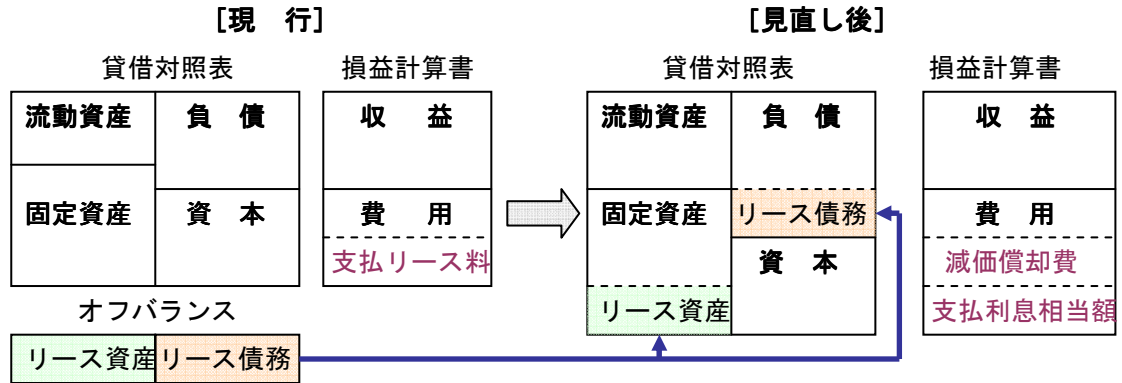 ［現　行］
貸借対照表
損益計算書
流動資産
負　債
固定資産
資　本
収　益
費　用
支払リース料
オフバランス
リース資産
リース債務
［見直し後］
貸借対照表
損益計算書
流動資産
負　債
固定資産
リース債務
資　本
リース資産
収　益
費　用
減価償却費
支払利息相当額